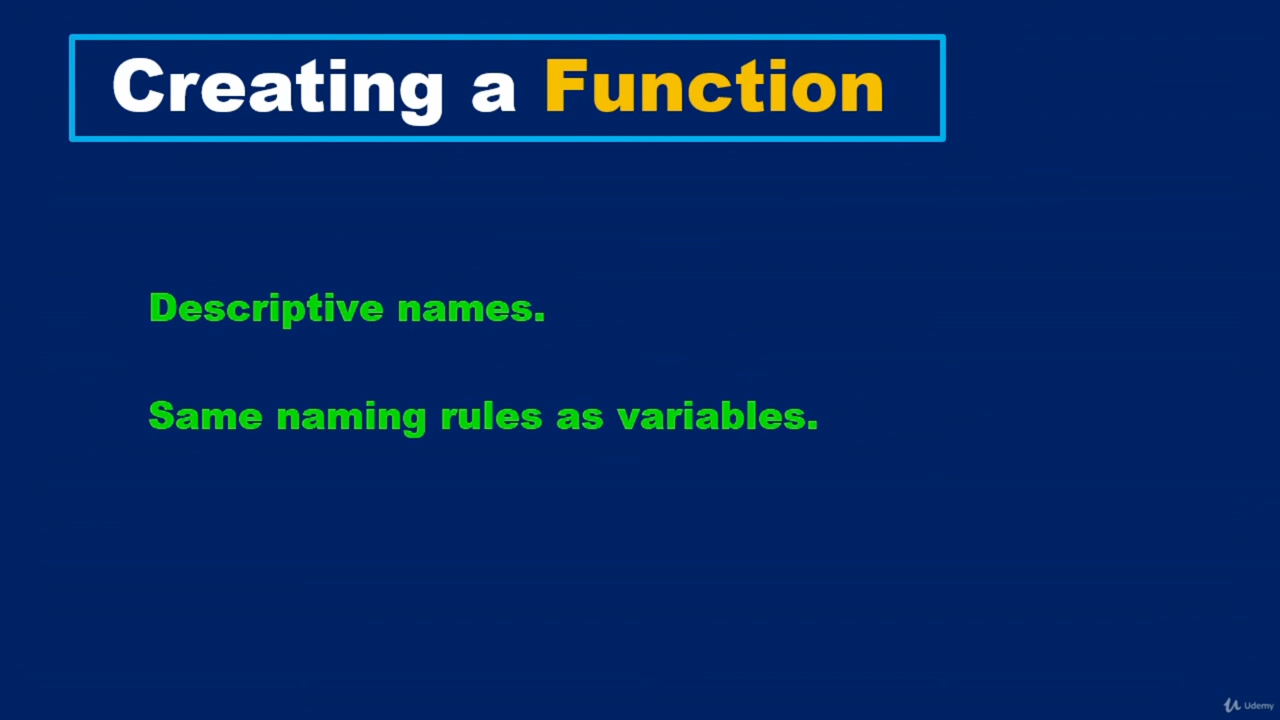 Creating a Function
Descriptive names.
Same naming rules as variables.
Udemy